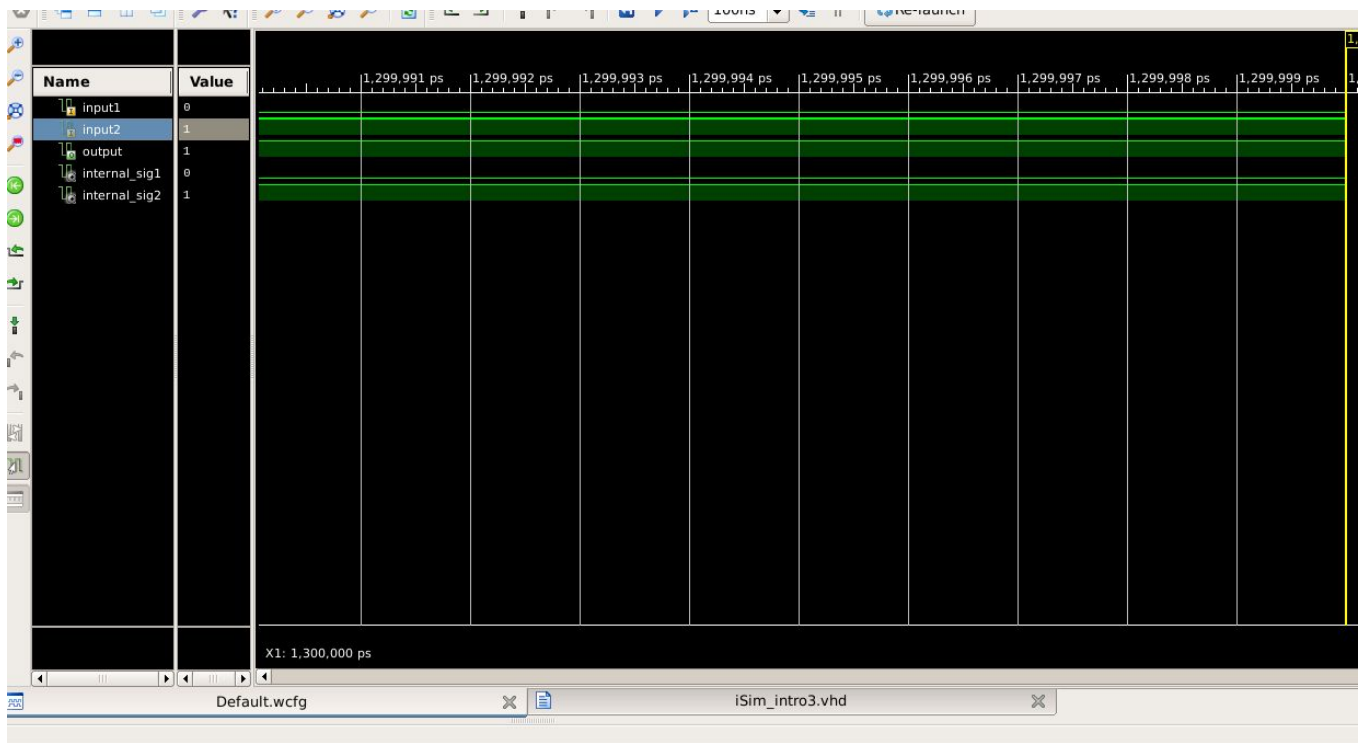 100ns
Re-launch
1,
Name
Value
1,299,991 ps
1,299,992 ps
1,299,993 ps
1,299,994 ps
1,299,995 ps
1,299,996 ps
1,299,997 ps
1,299,998 ps
1,299,999 ps
1,
input1 0
input2 1
output 1
internal_sig1 0
internal_sig2 1
X1: 1,300,000 ps
Default.wcfg
iSim_intro3.vhd